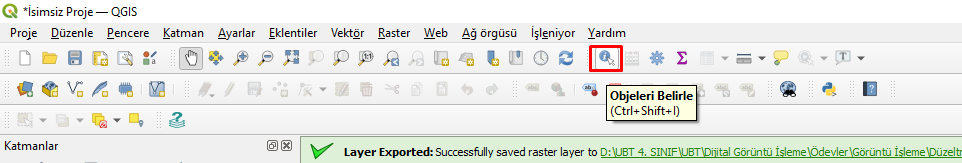 *İsimsiz Proje — QGIS
Proje Düzenle Pencere Katman Ayarlar Eklentiler Vektör Raster Web Ağ örgüsü İşleniyor Yardım
Objeleri Belirle
(Ctrl+Shift+I)
Katmanlar
Layer Exported: Successfully saved raster layer to D:\UBT 4. SINIF\UBT\Dijital Görüntü İşleme\Ödevler\Görüntü İşleme\Düzeltr